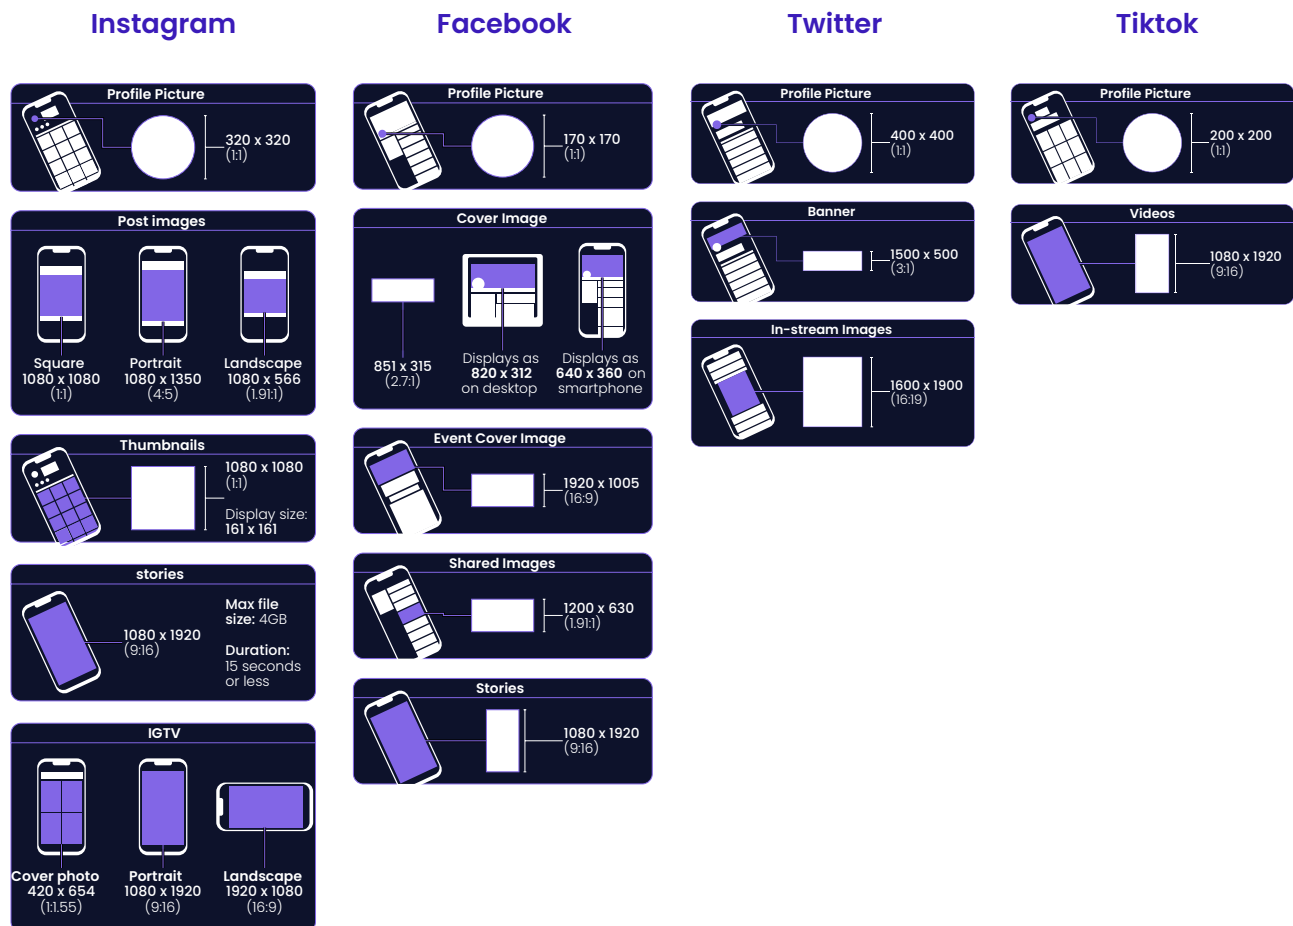 Instagram
Profile Picture
320 x 320
(1:1)
Post images
Square
1080 x 1080
(1:1)
Portrait
1080 x 1350
(4:5)
Landscape
1080 x 566
(1.91:1)
Thumbnails
1080 x 1080
(1:1)
Display size:
161 x 161
stories
1080 x 1920
(9:16)
Max file
size: 4GB
Duration:
15 seconds
or less
IGTV
Cover photo
420 x 654
(1:1.55)
Portrait
1080 x 1920
(9:16)
Landscape
1920 x 1080
(16:9)
Facebook
Profile Picture
170 x 170
(1:1)
Cover Image
851 x 315
(2.7:1)
Displays as
820 x 312
on desktop
Displays as
640 x 360 on
smartphone
Event Cover Image
1920 x 1005
(16:9)
Shared Images
1200 x 630
(1.91:1)
Stories
1080 x 1920
(9:16)
Twitter
Profile Picture
400 x 400
(1:1)
Banner
1500 x 500
(3:1)
In-stream Images
1600 x 1900
(16:19)
Tiktok
Profile Picture
200 x 200
(1:1)
Videos
1080 x 1920
(9:16)